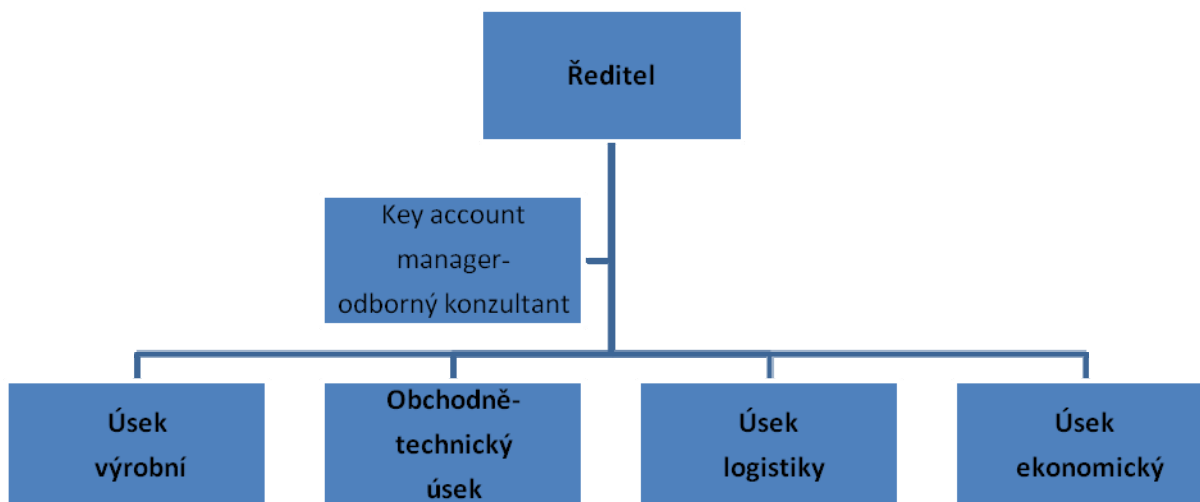 Ředitel
Key account
manager-
odborný konzultant
Úsek
výrobní
Obchodně-
technický
úsek
Úsek
logistiky
Úsek
ekonomický